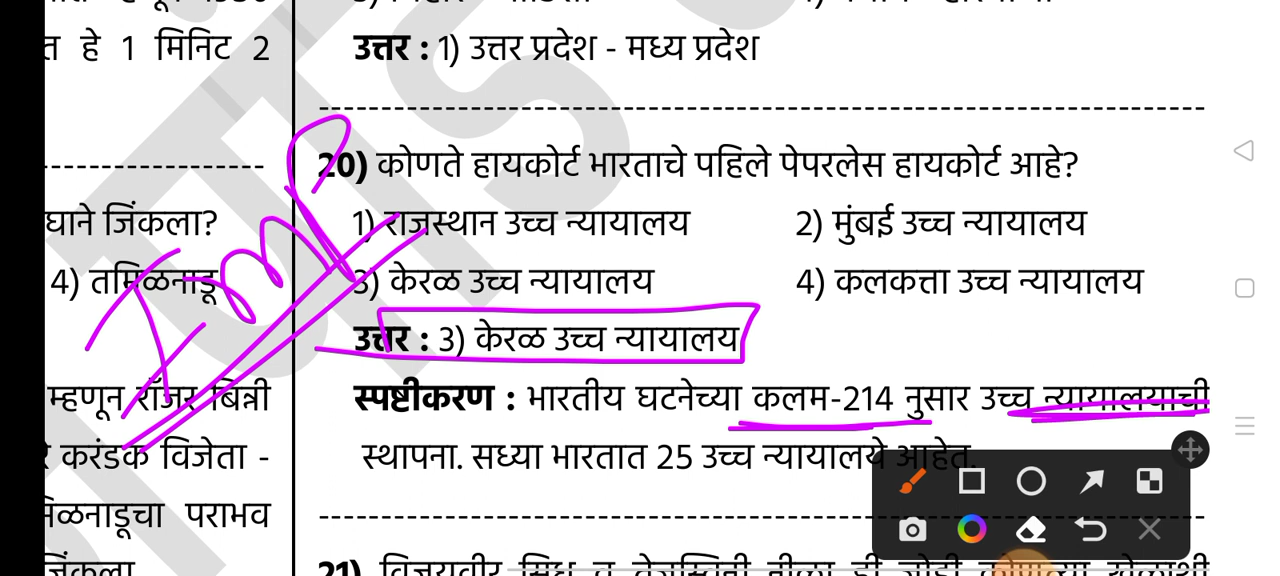 त हे 1 मिनिट 2
घाने जिंकला?
4) तमिळनाडू
म्हणून रॉजर बिन्नी
करंडक विजेता -
मिळनाडूचा पराभव
जिंकला
उत्तर : 1) उत्तर प्रदेश - मध्य प्रदेश
20) कोणते हायकोर्ट भारताचे पहिले पेपरलेस हायकोर्ट आहे?
1) राजस्थान उच्च न्यायालय 2) मुंबई उच्च न्यायालय
3) केरळ उच्च न्यायालय 4) कलकत्ता उच्च न्यायालय
उत्तर : 3) केरळ उच्च न्यायालय
स्पष्टीकरण : भारतीय घटनेच्या कलम-214 नुसार उच्च न्यायालयाची
स्थापना. सध्या भारतात 25 उच्च न्यायालये आहेत.
21)
Imp